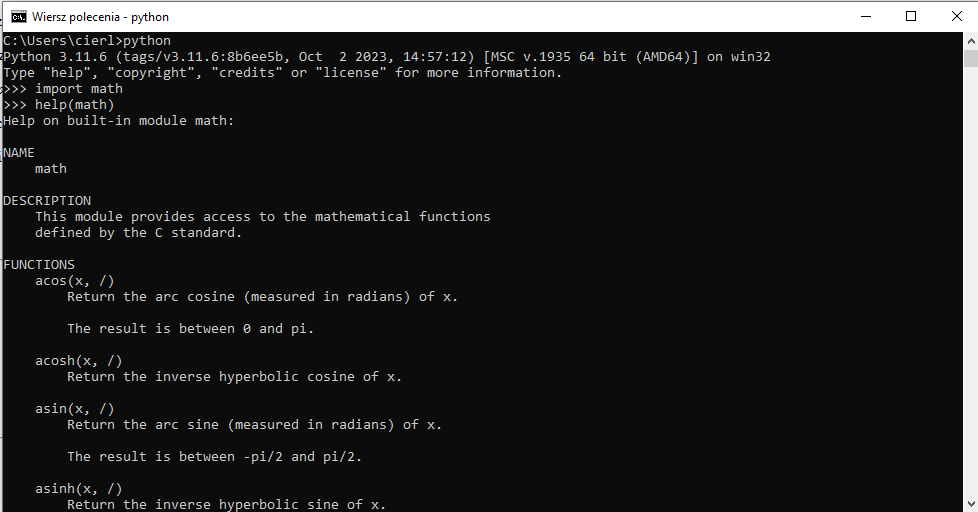 Wiersz polecenia - python
C:\Users\cierl>python
Python 3.11.6 (tags/v3.11.6:8b6ee5b, Oct  2 2023, 14:57:12) [MSC v.1935 64 bit (AMD64)] on win32
Type "help", "copyright", "credits" or "license" for more information.
>>> import math
>>> help(math)
Help on built-in module math:

NAME
    math

DESCRIPTION
    This module provides access to the mathematical functions
    defined by the C standard.

FUNCTIONS
    acos(x, /)
        Return the arc cosine (measured in radians) of x.

        The result is between 0 and pi.

    acosh(x, /)
        Return the inverse hyperbolic cosine of x.

    asin(x, /)
        Return the arc sine (measured in radians) of x.

        The result is between -pi/2 and pi/2.

    asinh(x, /)
        Return the inverse hyperbolic sine of x.